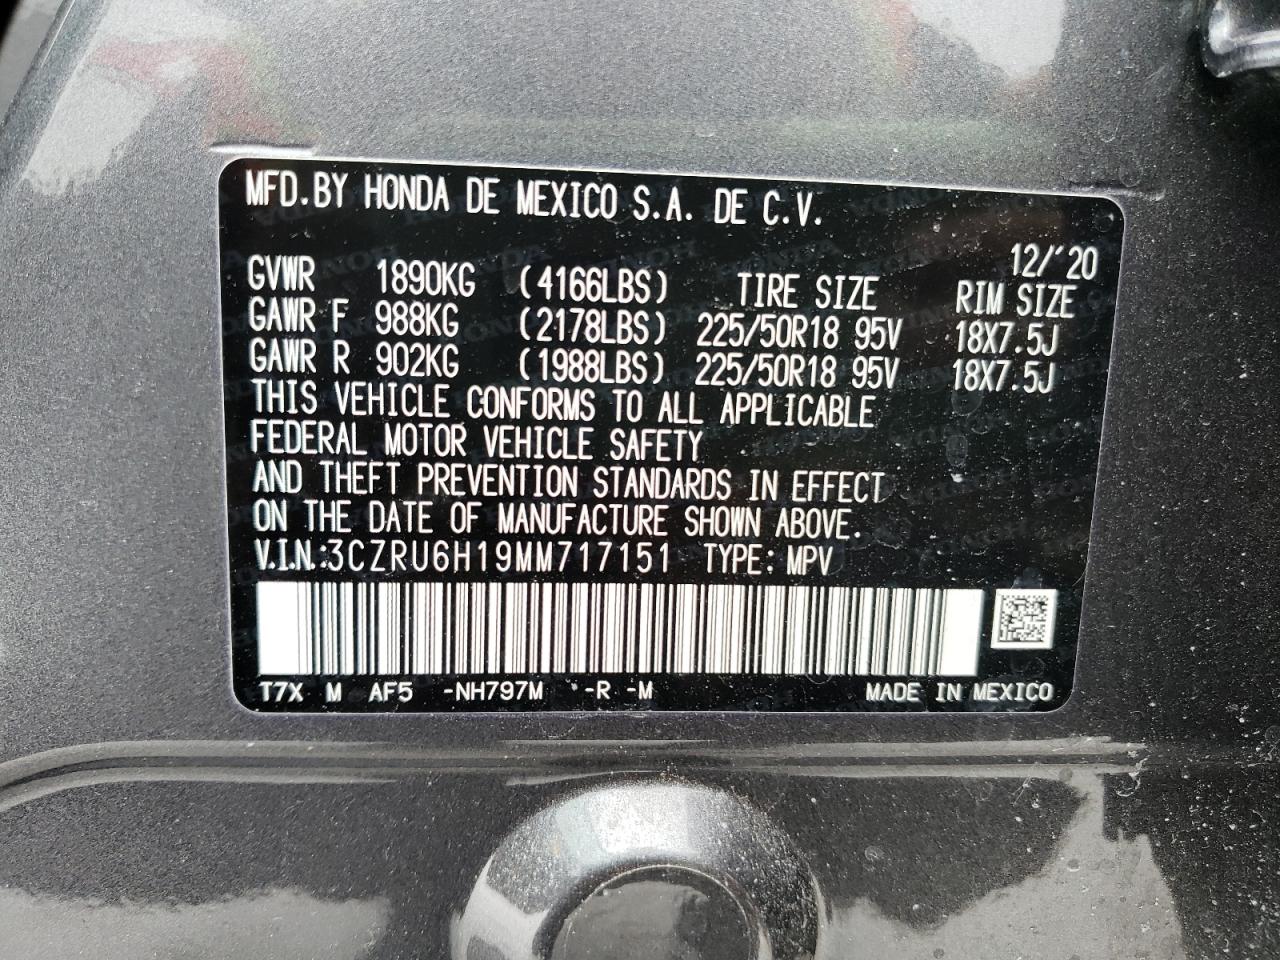 MFD.BY HONDA DE MEXICO S.A. DE C.V.
12/'20
GVWR 1890KG (4166LBS) TIRE SIZE RIM SIZE
GAWR F 988KG (2178LBS) 225/50R18 95V 18X7.5J
GAWR R 902KG (1988LBS) 225/50R18 95V 18X7.5J
THIS VEHICLE CONFORMS TO ALL APPLICABLE
FEDERAL MOTOR VEHICLE SAFETY
AND THEFT PREVENTION STANDARDS IN EFFECT
ON THE DATE OF MANUFACTURE SHOWN ABOVE.
V.I.N.:3CZRU6H19MM717151 TYPE: MPV
T7X M AF5 -NH797M -R -M MADE IN MEXICO